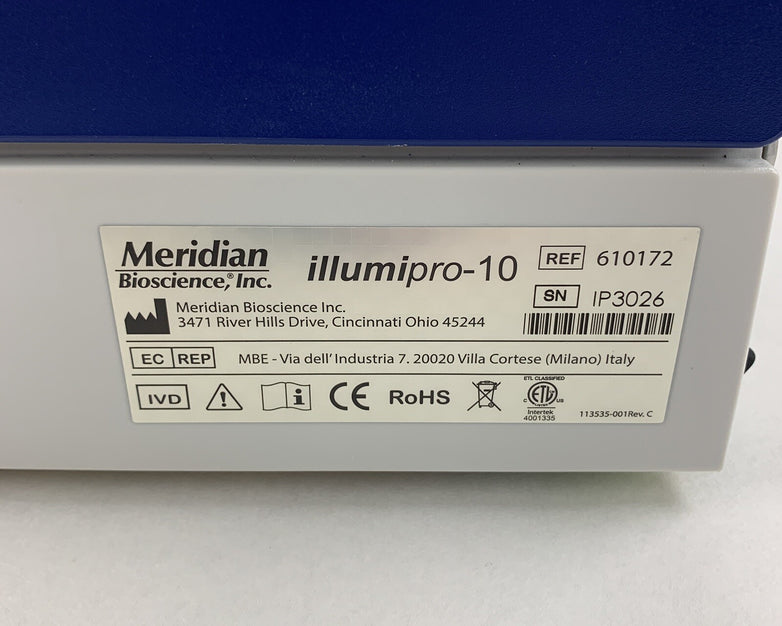 Meridian
Bioscience,® Inc.
illumipro-10
REF 610172
SN IP3026
Meridian Bioscience Inc.
3471 River Hills Drive, Cincinnati Ohio 45244
EC REP MBE - Via dell' Industria 7. 20020 Villa Cortese (Milano) Italy
IVD CE RoHS
ETL CLASSIFIED
C ETL US
Intertek
4001335
113535-001Rev. C